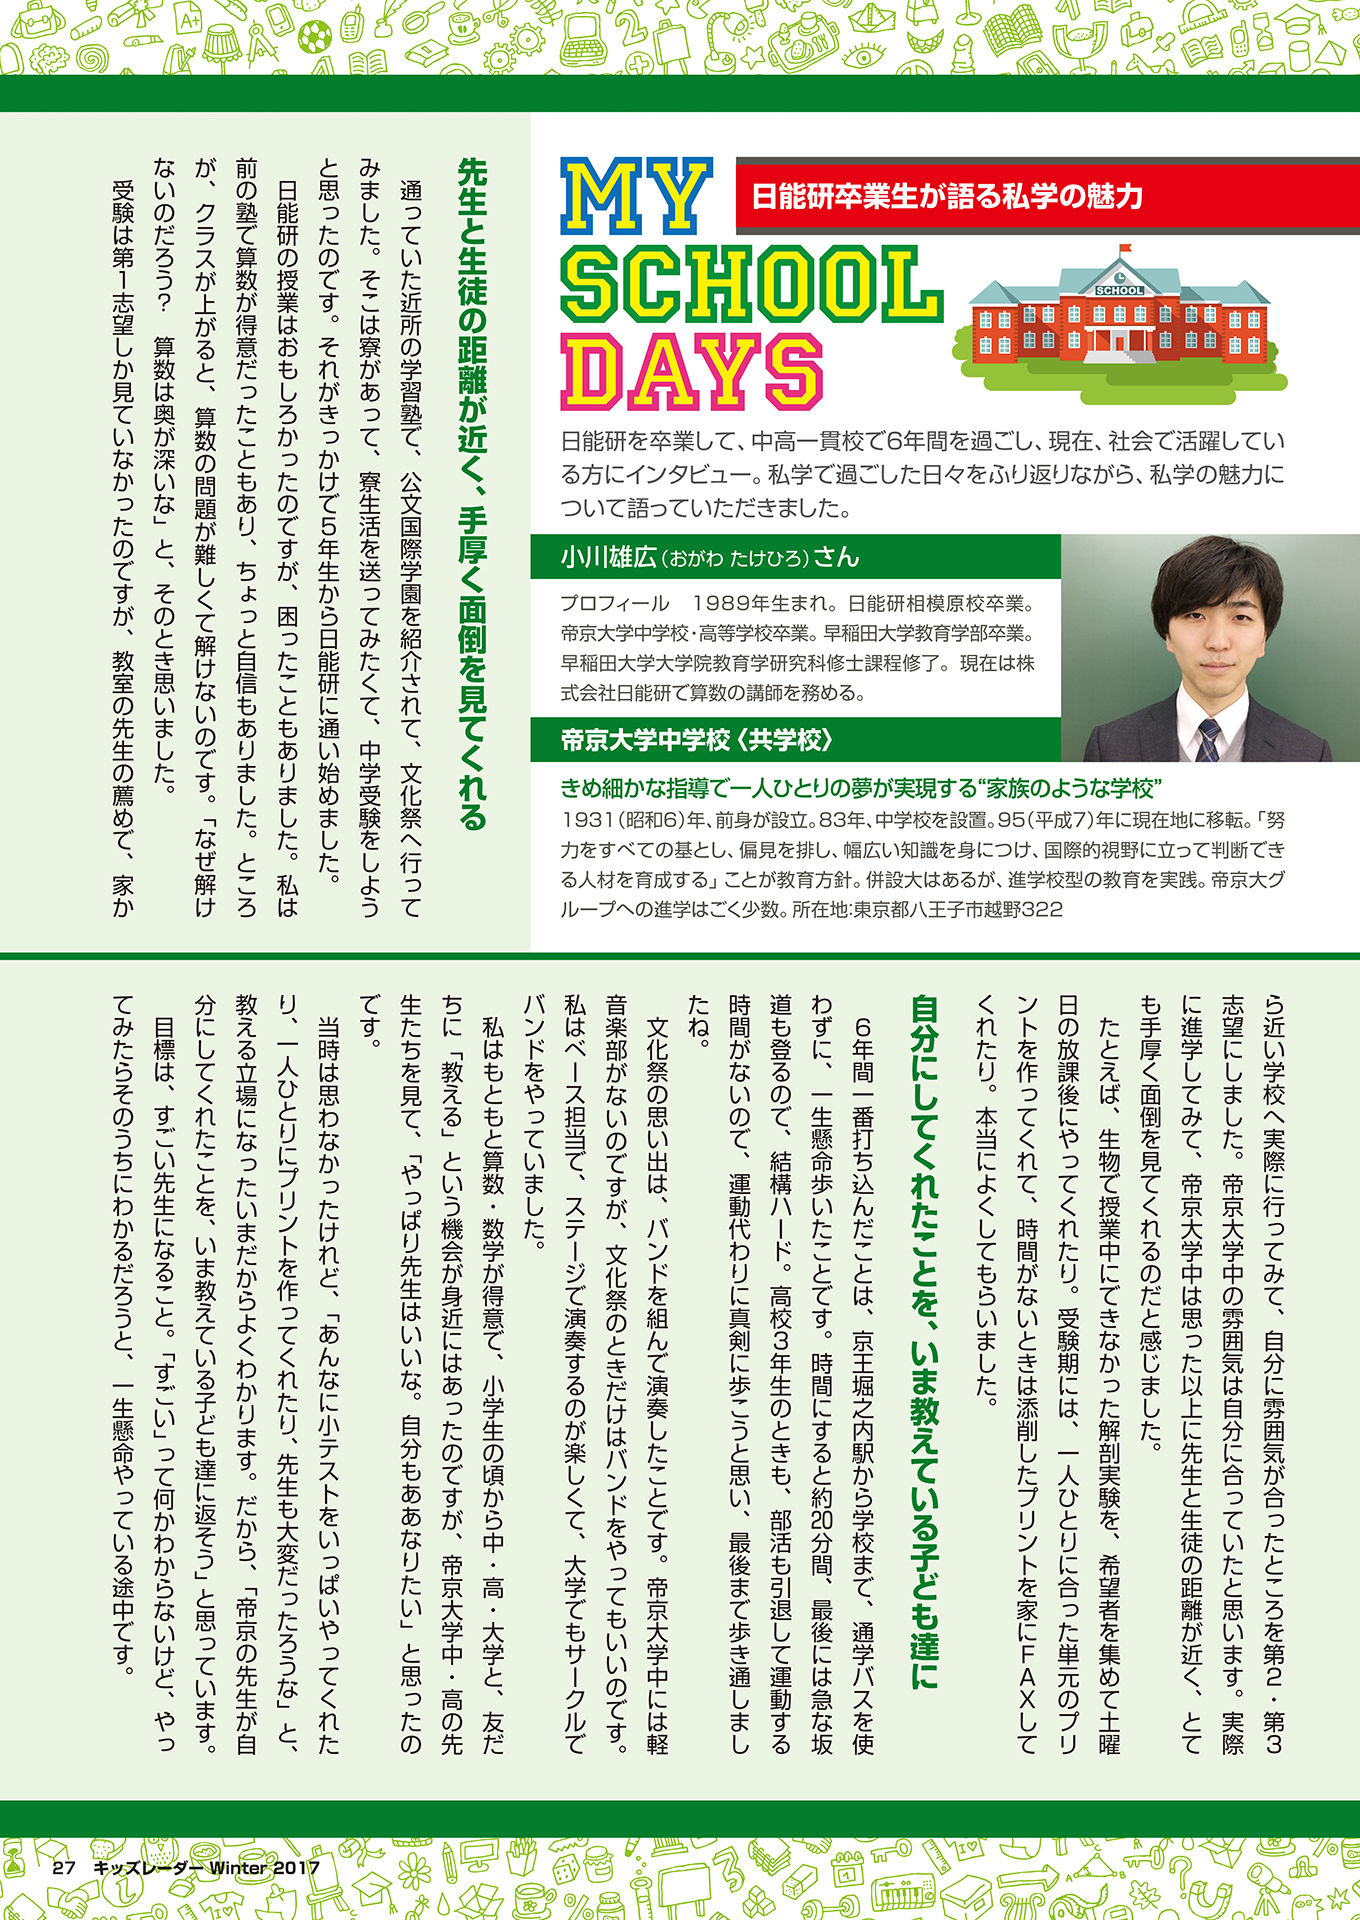 日能研卒業生が語る私学の魅力
MY
SCHOOL
DAYS
SCHOOL
日能研を卒業して、中高一貫校で6年間を過ごし、現在、社会で活躍してい
る方にインタビュー。私学で過ごした日々をふり返りながら、私学の魅力に
ついて語っていただきました。
小川雄広（おがわ たけひろ）さん
プロフィール　1989年生まれ。日能研相模原校卒業。
帝京大学中学校・高等学校卒業。早稲田大学教育学部卒業。
早稲田大学大学院教育学研究科修士課程修了。現在は株
式会社日能研で算数の講師を務める。
帝京大学中学校〈共学校〉
きめ細かな指導で一人ひとりの夢が実現する“家族のような学校”
1931（昭和6）年、前身が設立。83年、中学校を設置。95（平成7）年に現在地に移転。「努
力をすべての基とし、偏見を排し、幅広い知識を身につけ、国際的視野に立って判断でき
る人材を育成する」ことが教育方針。併設大はあるが、進学校型の教育を実践。帝京大グ
ループへの進学はごく少数。所在地:東京都八王子市越野322
先生と生徒の距離が近く、手厚く面倒を見てくれる
通っていた近所の学習塾で、公文国際学園を紹介されて、文化祭へ行って
みました。そこは寮があって、寮生活を送ってみたくて、中学受験をしよう
と思ったのです。それがきっかけで5年生から日能研に通い始めました。
日能研の授業はおもしろかったのですが、困ったこともありました。私は
前の塾で算数が得意だったこともあり、ちょっと自信もありました。ところ
が、クラスが上がると、算数の問題が難しくて解けないのです。「なぜ解け
ないのだろう？　算数は奥が深いな」と、そのとき思いました。
受験は第1志望しか見ていなかったのですが、教室の先生の薦めで、家か
ら近い学校へ実際に行ってみて、自分に雰囲気が合ったところを第2・第3
志望にしました。帝京大学中の雰囲気は自分に合っていたと思います。実際
に進学してみて、帝京大学中は思った以上に先生と生徒の距離が近く、とて
も手厚く面倒を見てくれるのだと感じました。
たとえば、生物で授業中にできなかった解剖実験を、希望者を集めて土曜
日の放課後にやってくれたり。受験期には、一人ひとりに合った単元のプリ
ントを作ってくれて、時間がないときは添削したプリントを家にFAXして
くれたり。本当によくしてもらいました。
自分にしてくれたことを、いま教えている子ども達に
6年間一番打ち込んだことは、京王堀之内駅から学校まで、通学バスを使
わずに、一生懸命歩いたことです。時間にすると約20分間、最後には急な坂
道も登るので、結構ハード。高校3年生のときも、部活も引退して運動する
時間がないので、運動代わりに真剣に歩こうと思い、最後まで歩き通しまし
たね。
文化祭の思い出は、バンドを組んで演奏したことです。帝京大学中には軽
音楽部がないのですが、文化祭のときだけはバンドをやってもいいのです。
私はベース担当で、ステージで演奏するのが楽しくて、大学でもサークルで
バンドをやっていました。
私はもともと算数・数学が得意で、小学生の頃から中・高・大学と、友だ
ちに「教える」という機会が身近にはあったのですが、帝京大学中・高の先
生たちを見て、「やっぱり先生はいいな。自分もああなりたい」と思ったの
です。
当時は思わなかったけれど、「あんなに小テストをいっぱいやってくれた
り、一人ひとりにプリントを作ってくれたり、先生も大変だったろうな」と、
教える立場になったいまだからよくわかります。だから、「帝京の先生が自
分にしてくれたことを、いま教えている子ども達に返そう」と思っています。
目標は、すごい先生になること。「すごい」って何かわからないけど、やっ
てみたらそのうちにわかるだろうと、一生懸命やっている途中です。
27　キッズレーダー Winter 2017